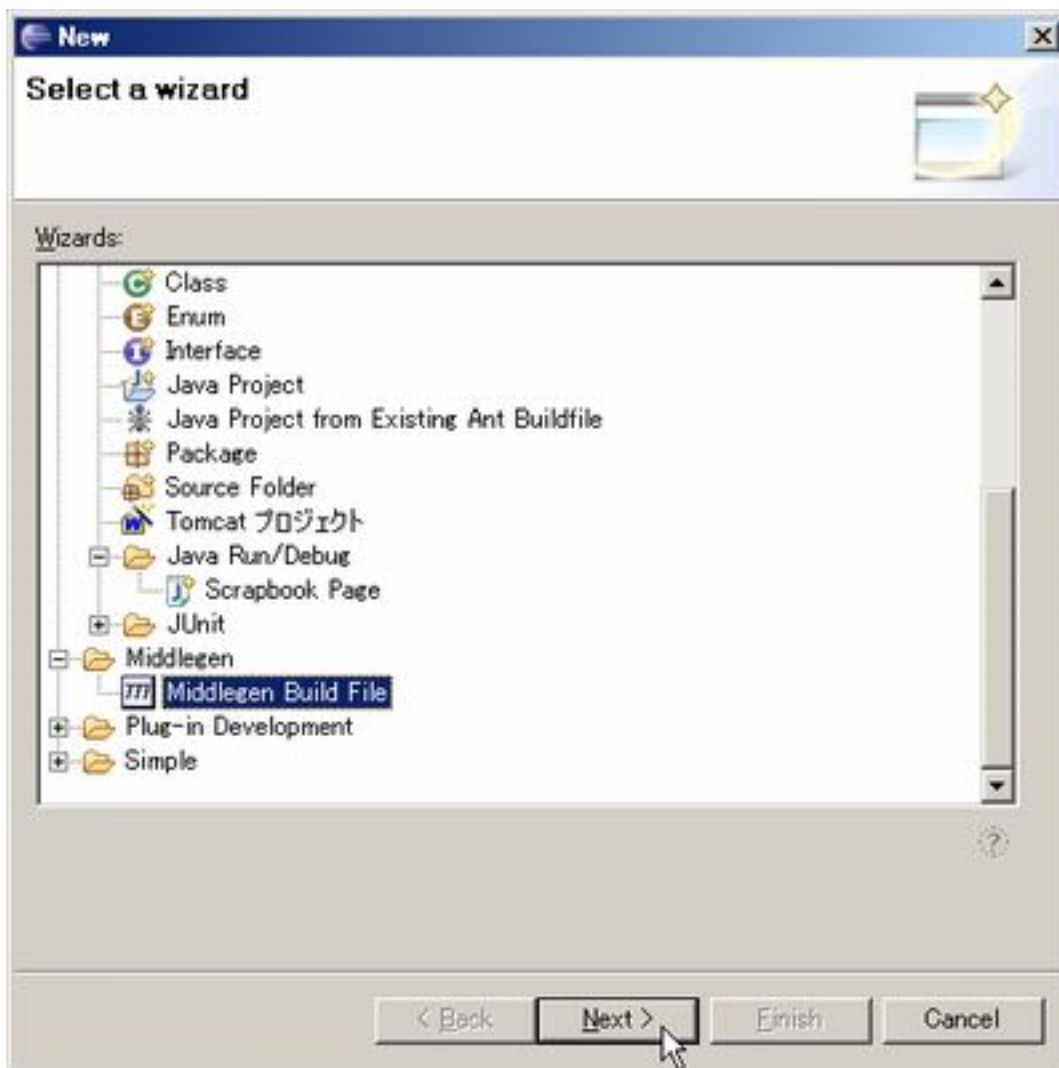 New
Select a wizard
Wizards:
Class
Enum
Interface
Java Project
Java Project from Existing Ant Buildfile
Package
Source Folder
Tomcat プロジェクト
Java Run/Debug
Scrapbook Page
JUnit
Middlegen
Middlegen Build File
Plug-in Development
Simple
< Back Next > Finish Cancel